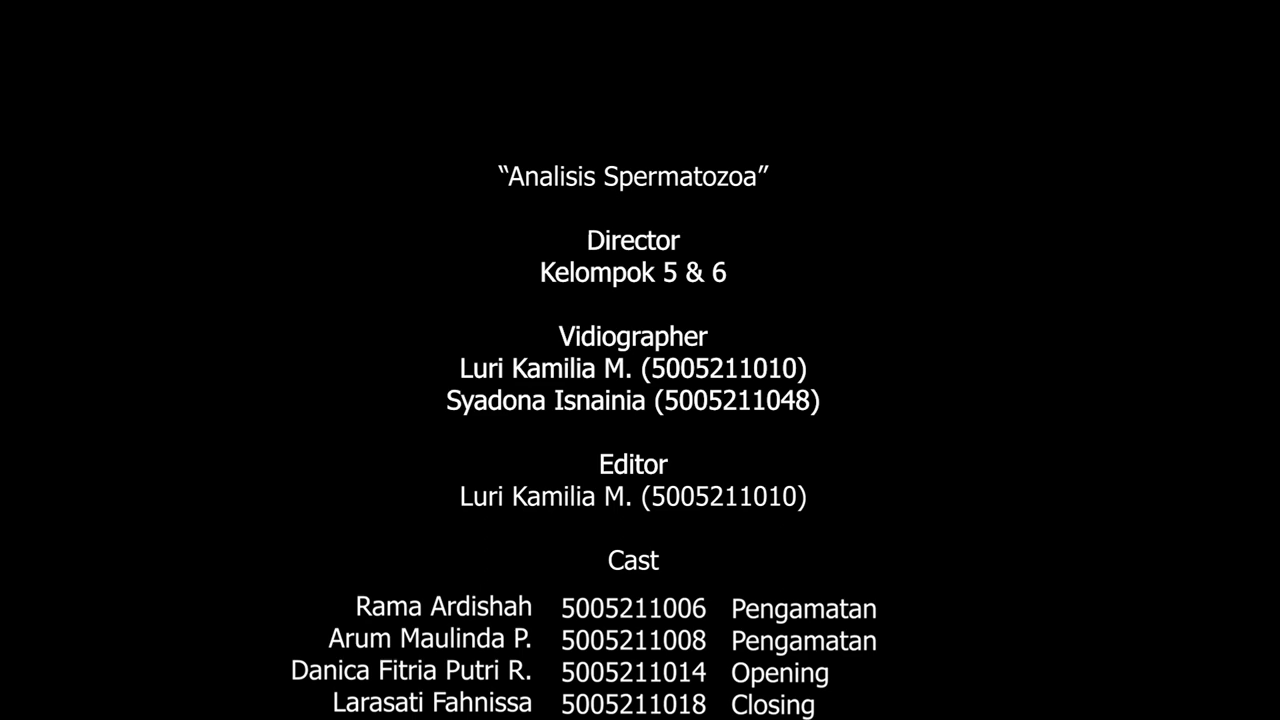 “Analisis Spermatozoa”
Director
Kelompok 5 & 6
Vidiographer
Luri Kamilia M. (5005211010)
Syadona Isnainia (5005211048)
Editor
Luri Kamilia M. (5005211010)
Cast
Rama Ardishah 5005211006 Pengamatan
Arum Maulinda P. 5005211008 Pengamatan
Danica Fitria Putri R. 5005211014 Opening
Larasati Fahnissa 5005211018 Closing